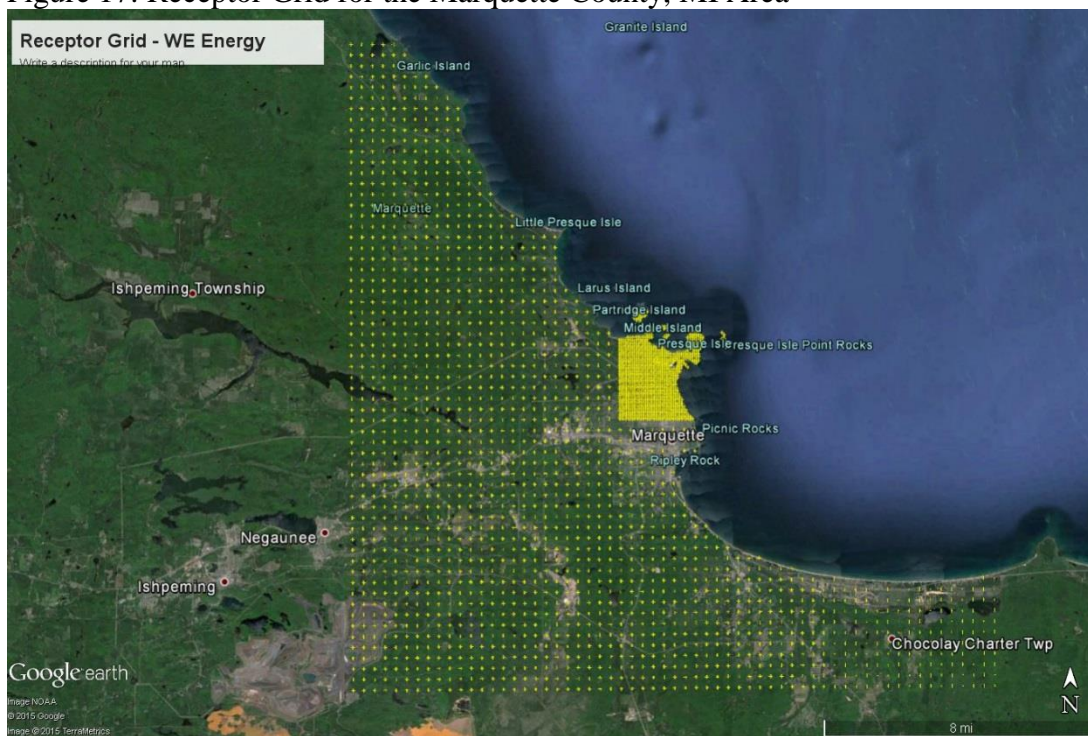 Figure 17. Receptor Grid for the Marquette County, MI Area
Receptor Grid - WE Energy
Write a description for your map.
Granite Island
Garlic Island
Marquette
Little Presque Isle
Ishpeming Township
Larus Island
Partridge Island
Middle Island
Presque Isle
resque Isle Point Rocks
Marquette
Picnic Rocks
Ripley Rock
Negaunee
Ishpeming
Chocolay Charter Twp
Google earth
Image NOAA
© 2015 Google
Image © 2015 TerraMetrics
N
8 mi